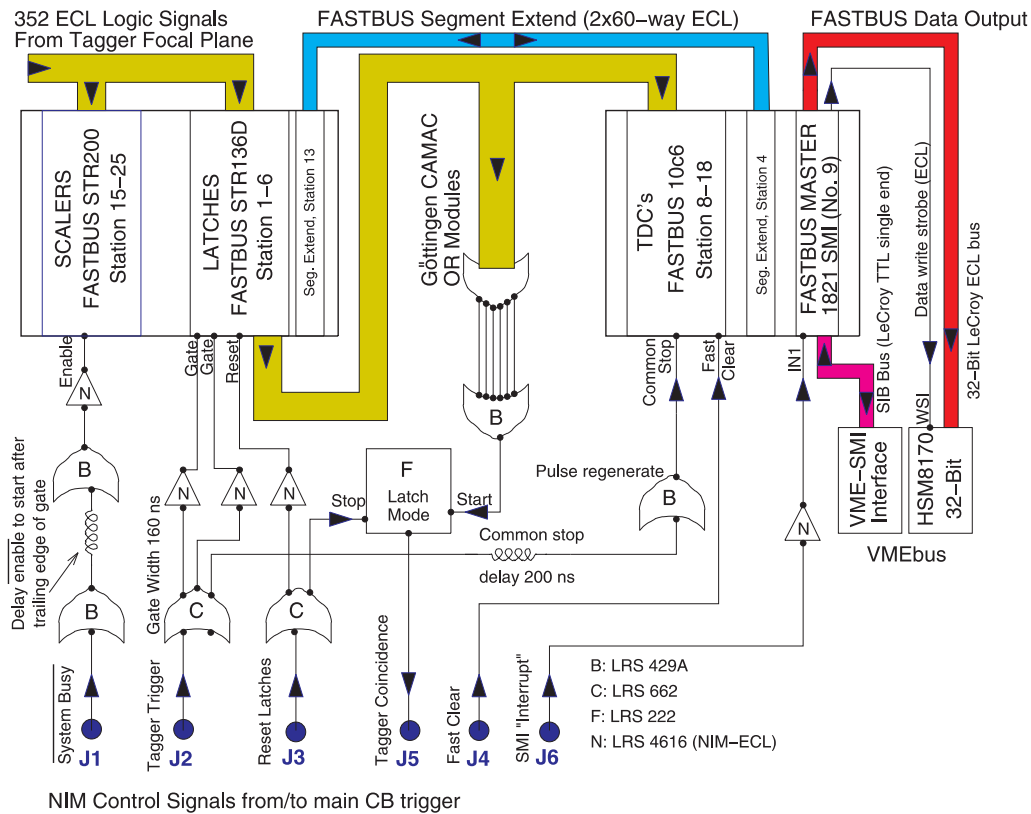 352 ECL Logic Signals
From Tagger Focal Plane
FASTBUS Segment Extend (2x60-way ECL)
FASTBUS Data Output
SCALERS
FASTBUS STR200
Station 15-25
LATCHES
FASTBUS STR136D
Station 1-6
Seg. Extend, Station 13
Göttingen CAMAC
OR Modules
TDC's
FASTBUS 10c6
Station 8-18
Seg. Extend, Station 4
FASTBUS MASTER
1821 SMI (No. 9)
Data write strobe (ECL)
SIB Bus (LeCroy TTL single end)
32-Bit LeCroy ECL bus
Enable
Gate
Gate
Reset
Common
Stop
Fast
Clear
IN1
WSI
N
B
B
N
N
N
B
F
Latch
Mode
Stop
Start
Pulse regenerate
B
N
VME-SMI
Interface
HSM8170
32-Bit
VMEbus
Common stop
delay 200 ns
Delay enable to start after
trailing edge of gate
Gate Width 160 ns
B
C
C
System Busy
J1
Tagger Trigger
J2
Reset Latches
J3
Tagger Coincidence
J5
Fast Clear
J4
SMI "Interrupt"
J6
B: LRS 429A
C: LRS 662
F: LRS 222
N: LRS 4616 (NIM-ECL)
NIM Control Signals from/to main CB trigger